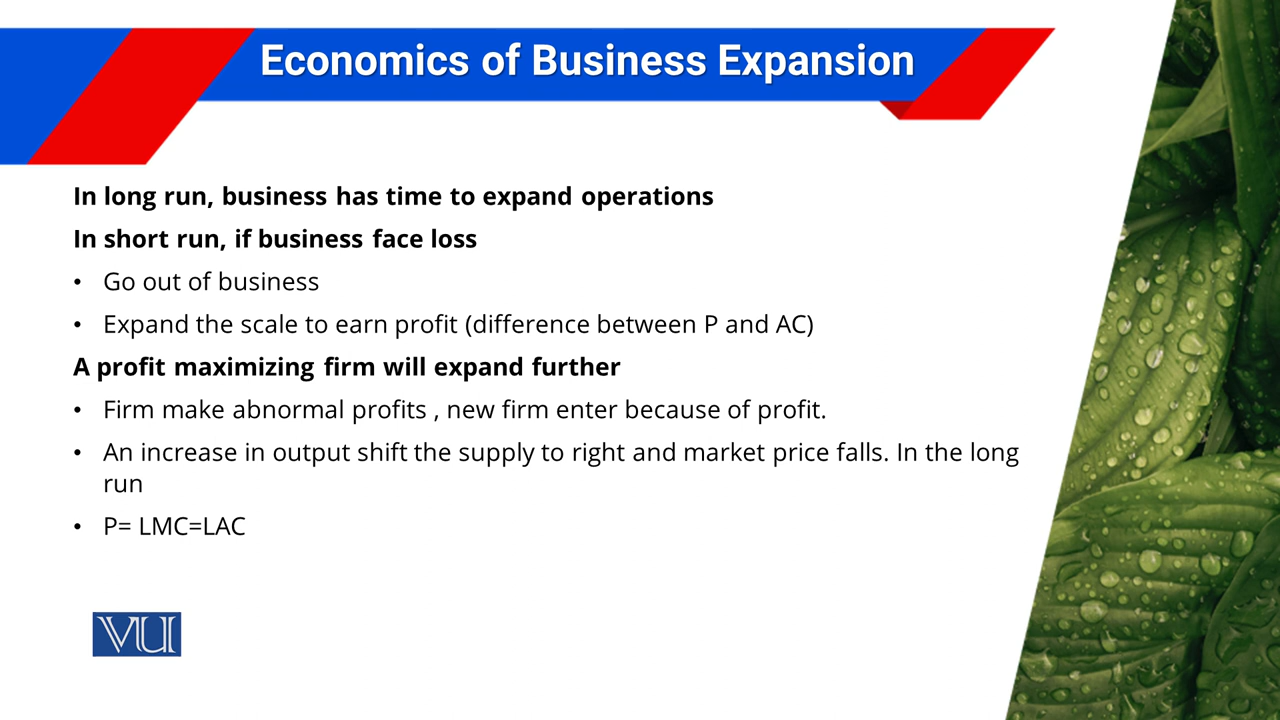 Economics of Business Expansion
In long run, business has time to expand operations
In short run, if business face loss
• Go out of business
• Expand the scale to earn profit (difference between P and AC)
A profit maximizing firm will expand further
• Firm make abnormal profits , new firm enter because of profit.
• An increase in output shift the supply to right and market price falls. In the long
run
• P= LMC=LAC
VU